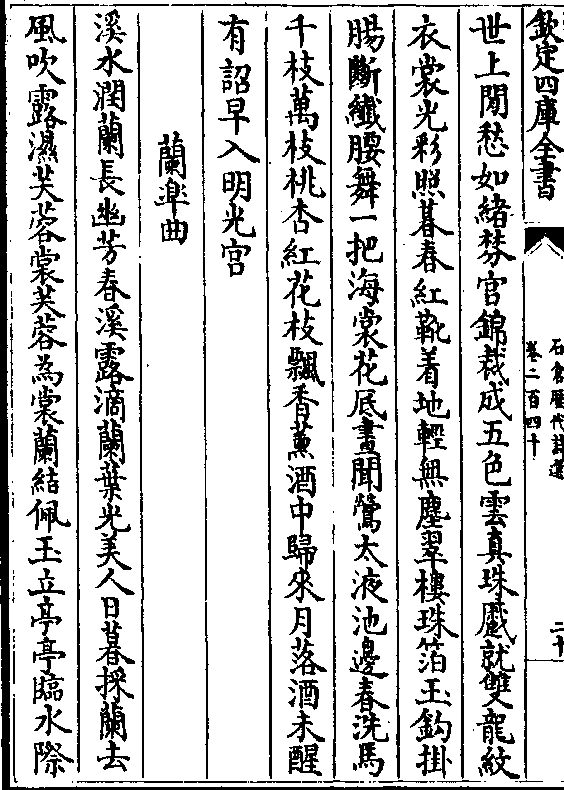 欽定四庫全書
石倉歷代詩選
卷二百四十
二十
世上閒愁如緒棼官錦裁成五色雲真珠蹙就雙龍紋
衣裳光彩照暮春紅靴着地輕無塵翠樓珠箔玉鈎掛
腸斷纖腰舞一把海棠花底晝聞鶯太液池邊春洗馬
千枝萬枝桃杏紅花枝飄香薰酒中歸來月落酒未醒
有詔早入明光宫
蘭皐曲
溪水潤蘭長幽芳春溪露滴蘭葉光美人日暮採蘭去
風吹露濕芙蓉裳芙蓉為裳蘭結佩玉立亭亭臨水際